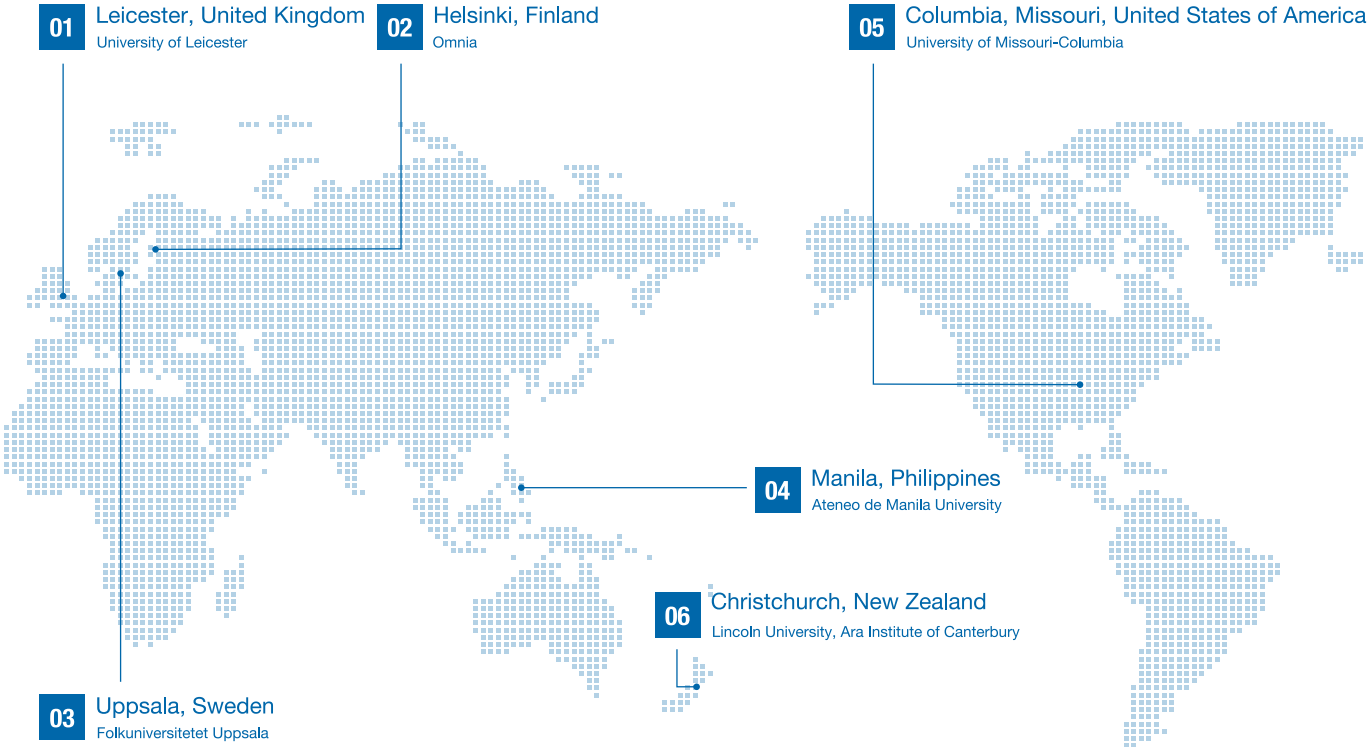 01
Leicester, United Kingdom
University of Leicester
02
Helsinki, Finland
Omnia
05
Columbia, Missouri, United States of America
University of Missouri-Columbia
04
Manila, Philippines
Ateneo de Manila University
06
Christchurch, New Zealand
Lincoln University, Ara Institute of Canterbury
03
Uppsala, Sweden
Folkuniversitetet Uppsala